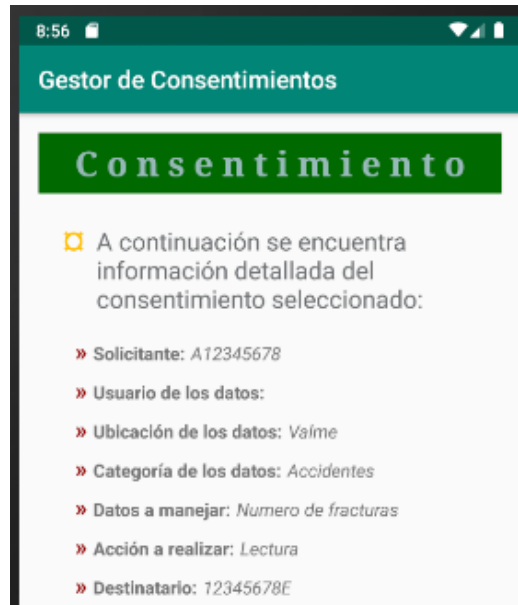 8:56
Gestor de Consentimientos
Consentimiento
¤ A continuación se encuentra
información detallada del
consentimiento seleccionado:
» Solicitante: A12345678
» Usuario de los datos:
» Ubicación de los datos: Valme
» Categoría de los datos: Accidentes
» Datos a manejar: Numero de fracturas
» Acción a realizar: Lectura
» Destinatario: 12345678E